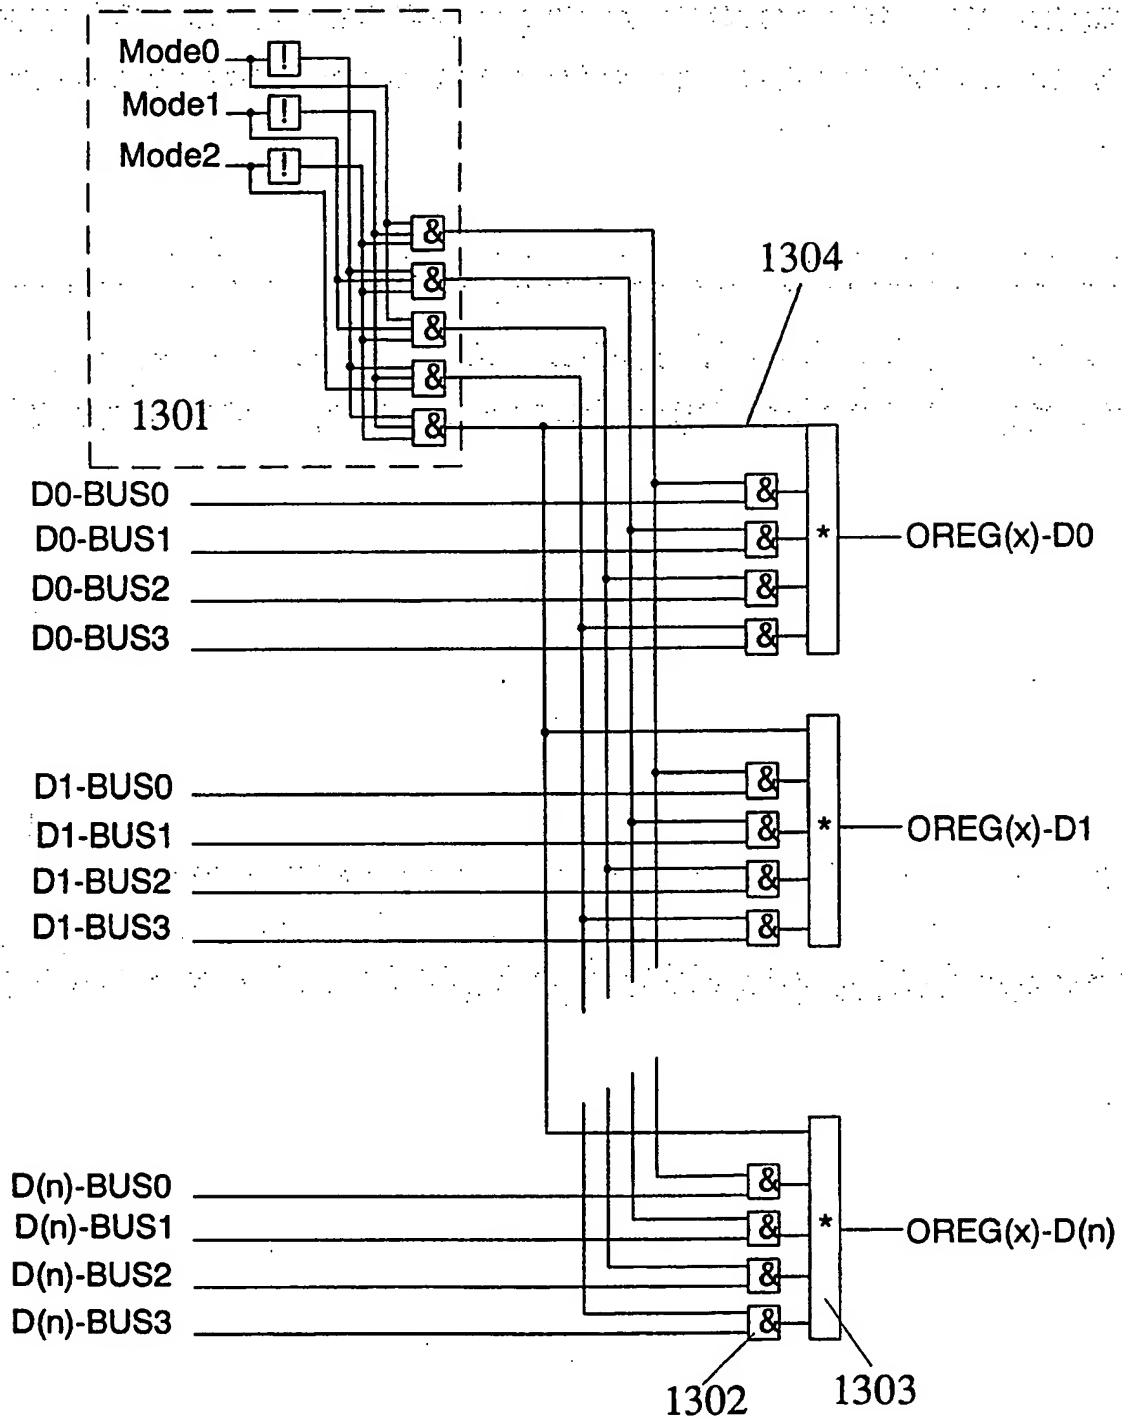 Mode0
!
Mode1
!
Mode2
!
&
&
&
&
&
1301
1304
D0-BUS0
&
D0-BUS1
&
*
OREG(x)-D0
D0-BUS2
&
D0-BUS3
&
D1-BUS0
&
D1-BUS1
&
*
OREG(x)-D1
D1-BUS2
&
D1-BUS3
&
D(n)-BUS0
&
D(n)-BUS1
&
*
OREG(x)-D(n)
D(n)-BUS2
&
D(n)-BUS3
&
1302
1303